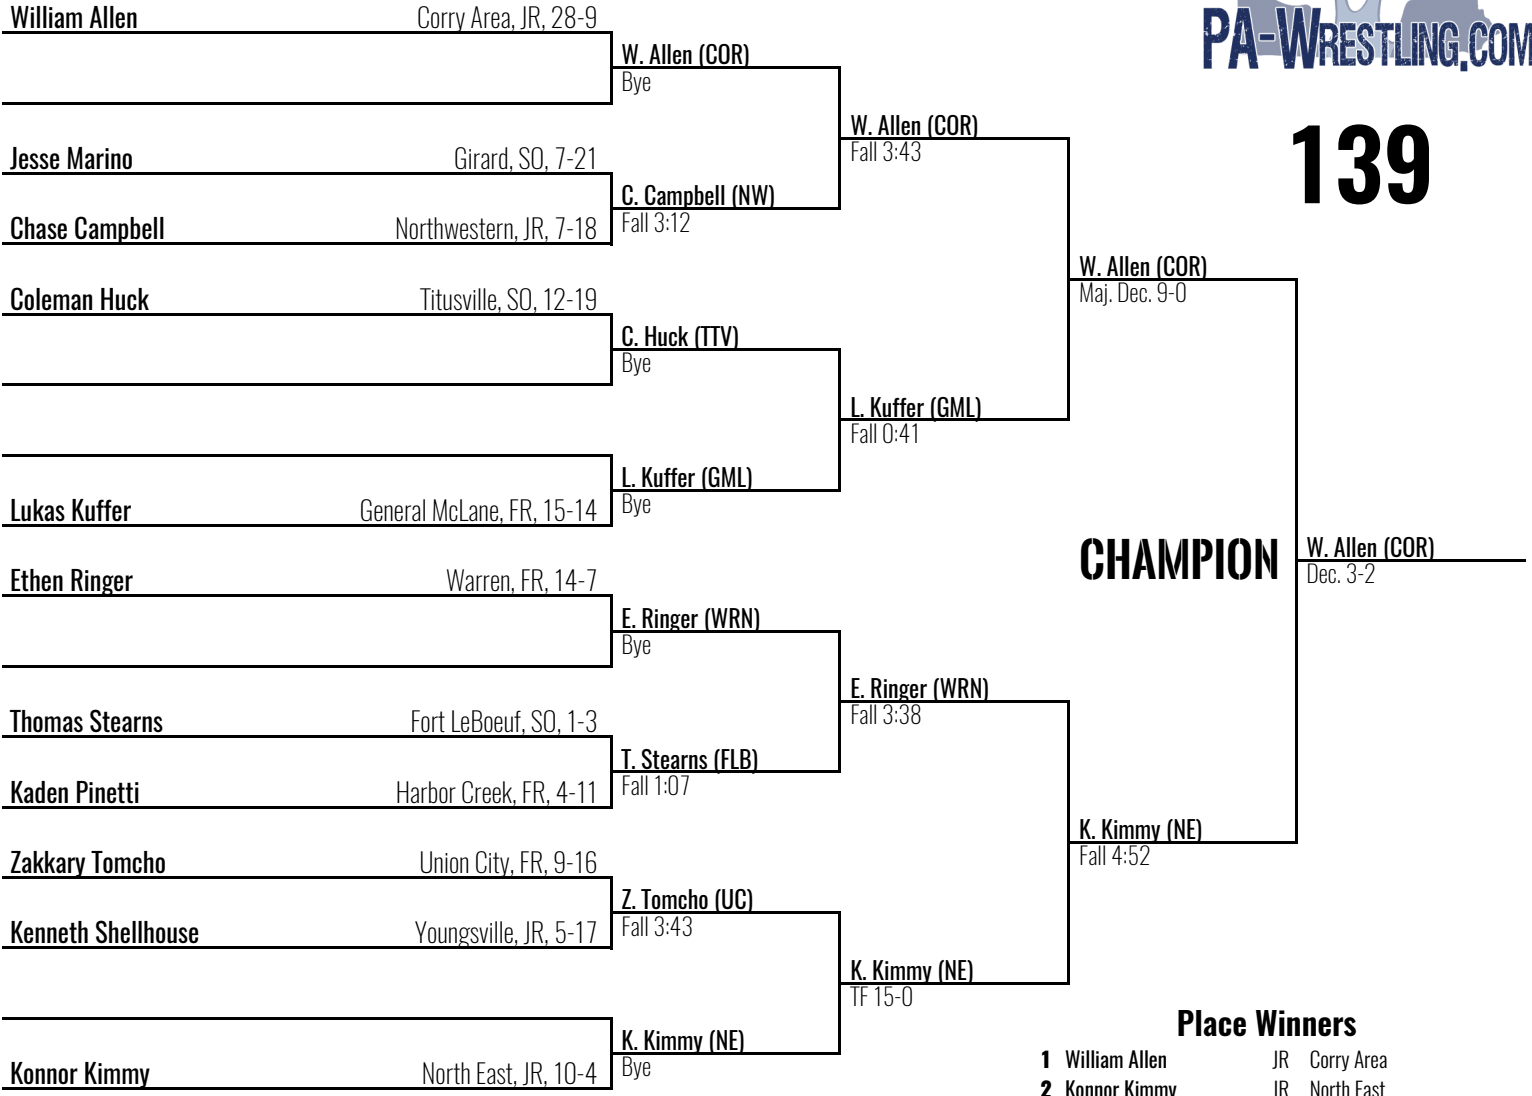 PA-WRESTLING.COM
139
William Allen Corry Area, JR, 28-9
W. Allen (COR)
Bye
Jesse Marino Girard, SO, 7-21
Chase Campbell Northwestern, JR, 7-18
C. Campbell (NW)
Fall 3:12
W. Allen (COR)
Fall 3:43
Coleman Huck Titusville, SO, 12-19
C. Huck (TTV)
Bye
Lukas Kuffer General McLane, FR, 15-14
L. Kuffer (GML)
Bye
L. Kuffer (GML)
Fall 0:41
W. Allen (COR)
Maj. Dec. 9-0
Ethen Ringer Warren, FR, 14-7
E. Ringer (WRN)
Bye
Thomas Stearns Fort LeBoeuf, SO, 1-3
Kaden Pinetti Harbor Creek, FR, 4-11
T. Stearns (FLB)
Fall 1:07
E. Ringer (WRN)
Fall 3:38
Zakkary Tomcho Union City, FR, 9-16
Kenneth Shellhouse Youngsville, JR, 5-17
Z. Tomcho (UC)
Fall 3:43
Konnor Kimmy North East, JR, 10-4
K. Kimmy (NE)
Bye
K. Kimmy (NE)
TF 15-0
K. Kimmy (NE)
Fall 4:52
CHAMPION
W. Allen (COR)
Dec. 3-2
Place Winners
1 William Allen JR Corry Area
2 Konnor Kimmy JR North East